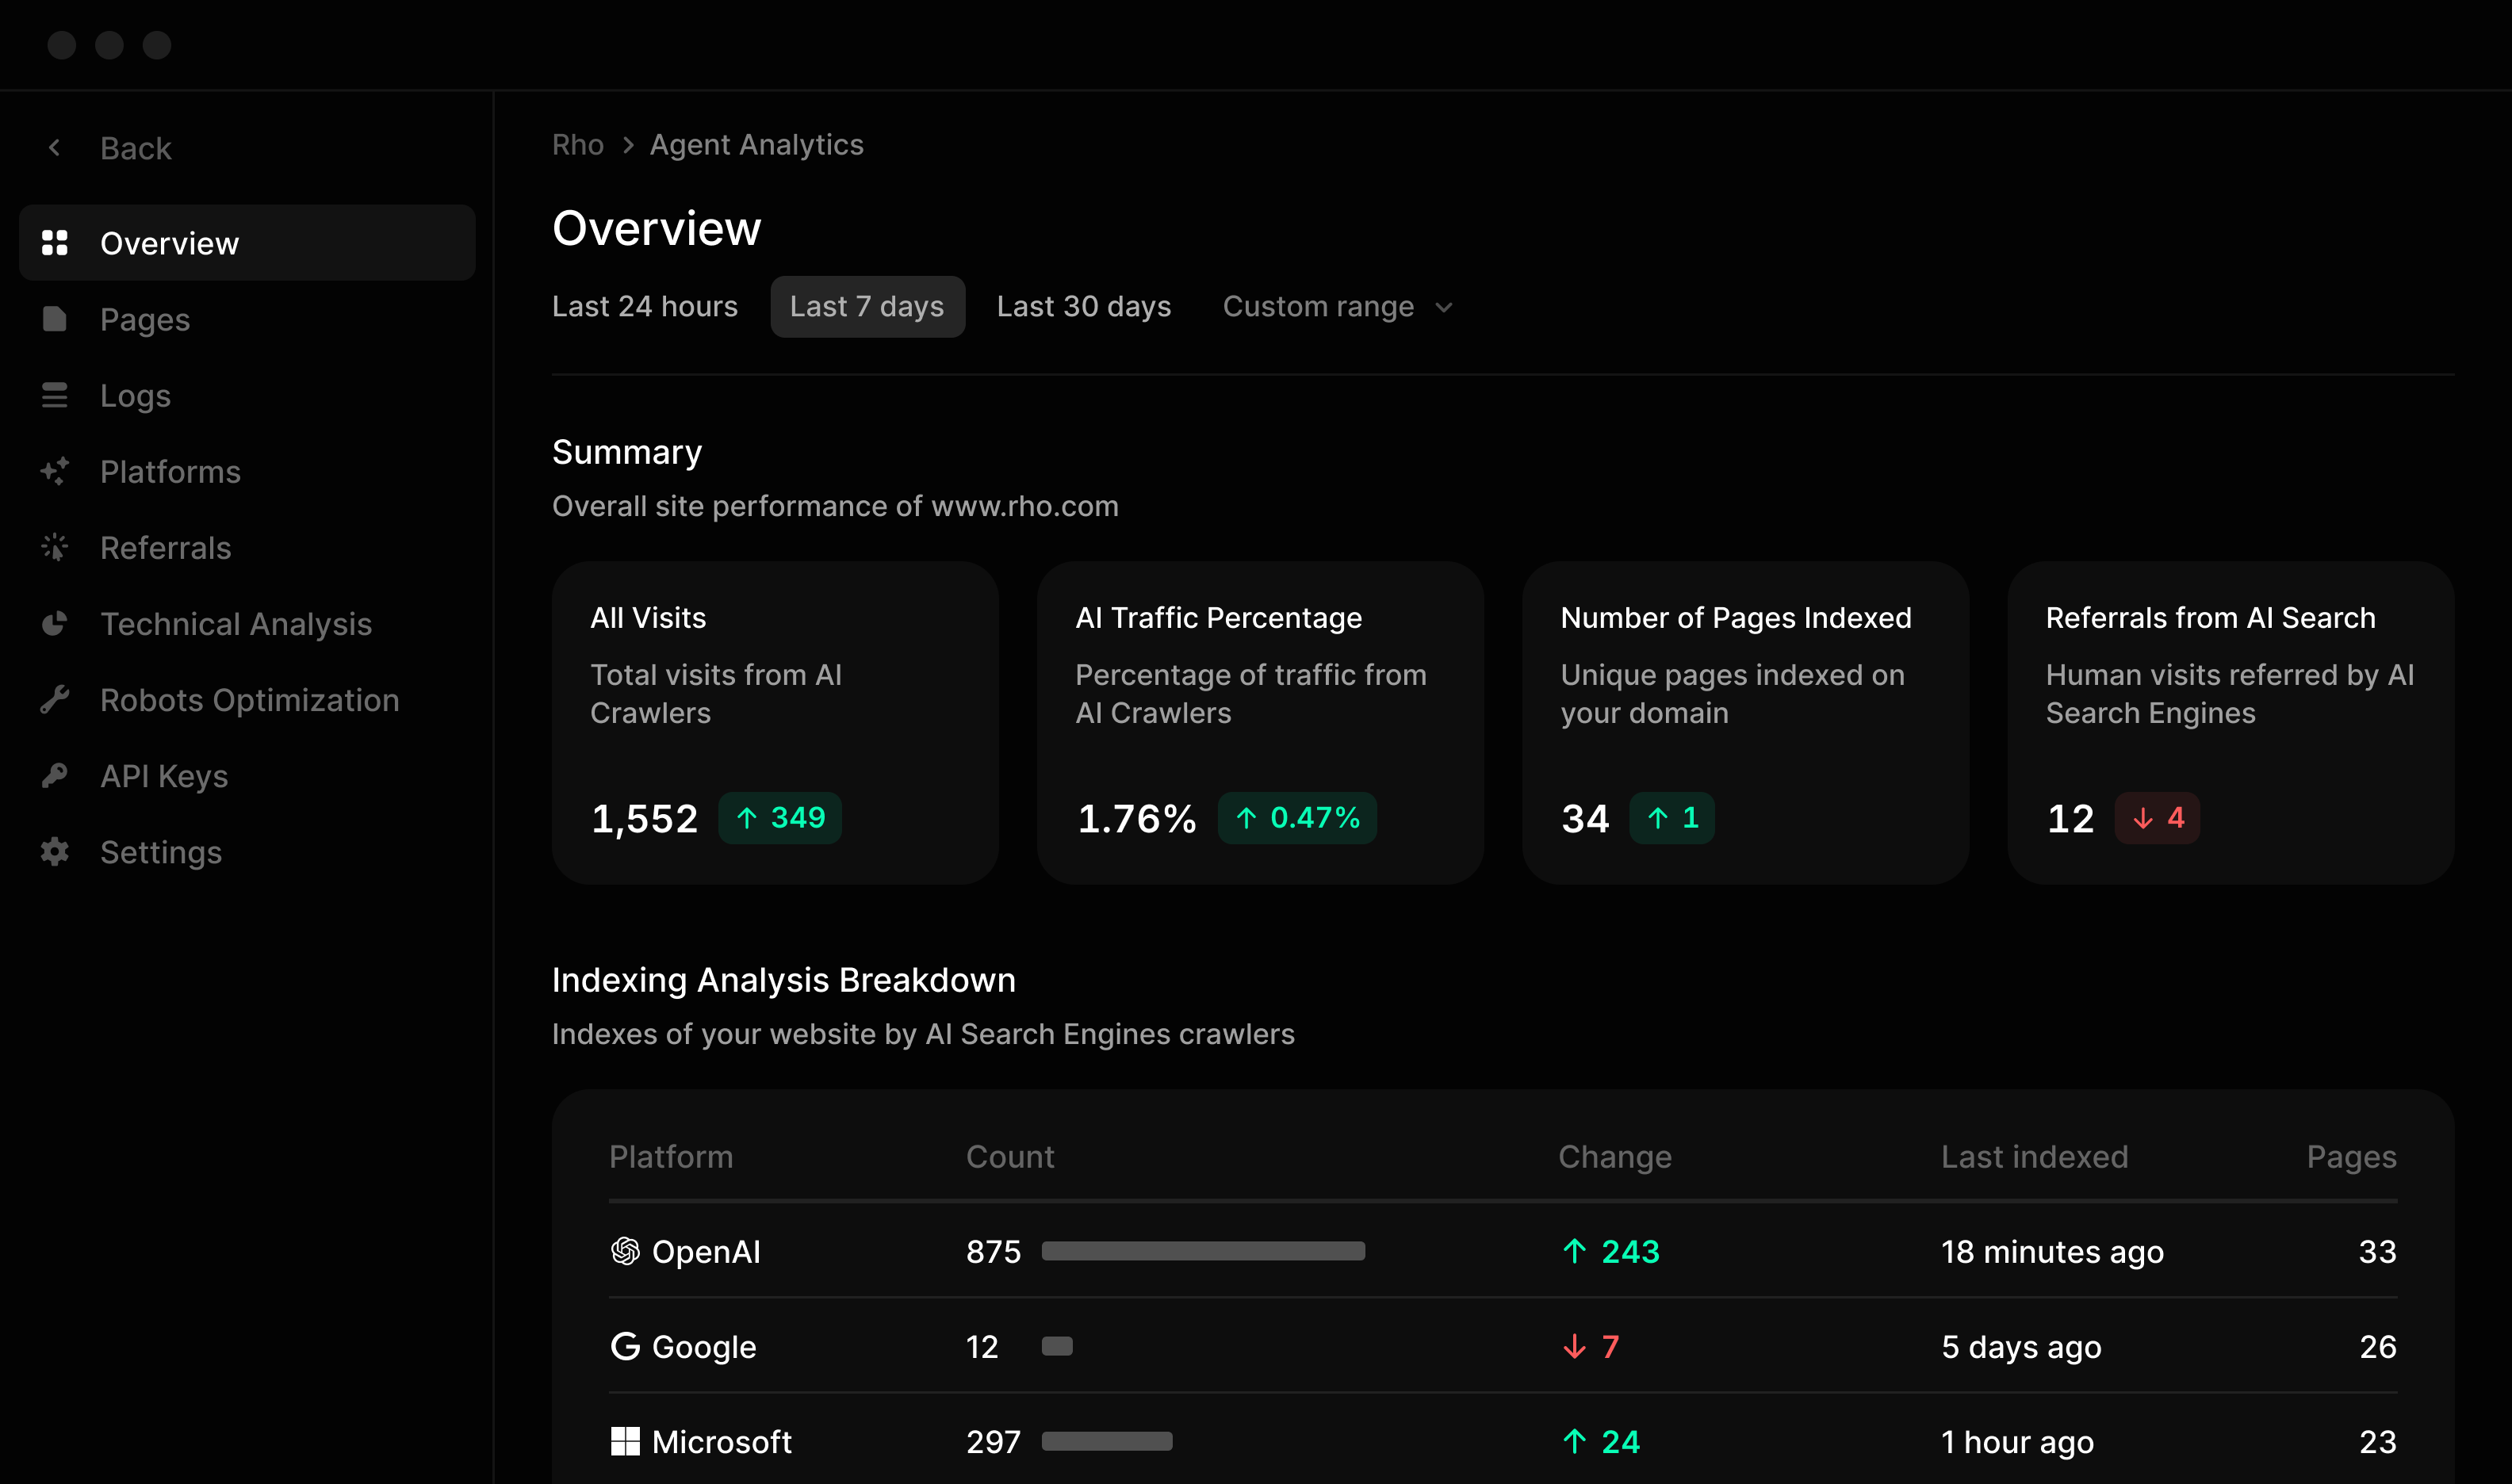 Back
Overview
Pages
Logs
Platforms
Referrals
Technical Analysis
Robots Optimization
API Keys
Settings
Rho > Agent Analytics
Overview
Last 24 hours Last 7 days Last 30 days Custom range
Summary
Overall site performance of www.rho.com
All Visits
Total visits from AI
Crawlers
1,552 ↑ 349
AI Traffic Percentage
Percentage of traffic from
AI Crawlers
1.76% ↑ 0.47%
Number of Pages Indexed
Unique pages indexed on
your domain
34 ↑ 1
Referrals from AI Search
Human visits referred by AI
Search Engines
12 ↓ 4
Indexing Analysis Breakdown
Indexes of your website by AI Search Engines crawlers
Platform Count Change Last indexed Pages
OpenAI 875 ↑ 243 18 minutes ago 33
Google 12 ↓ 7 5 days ago 26
Microsoft 297 ↑ 24 1 hour ago 23